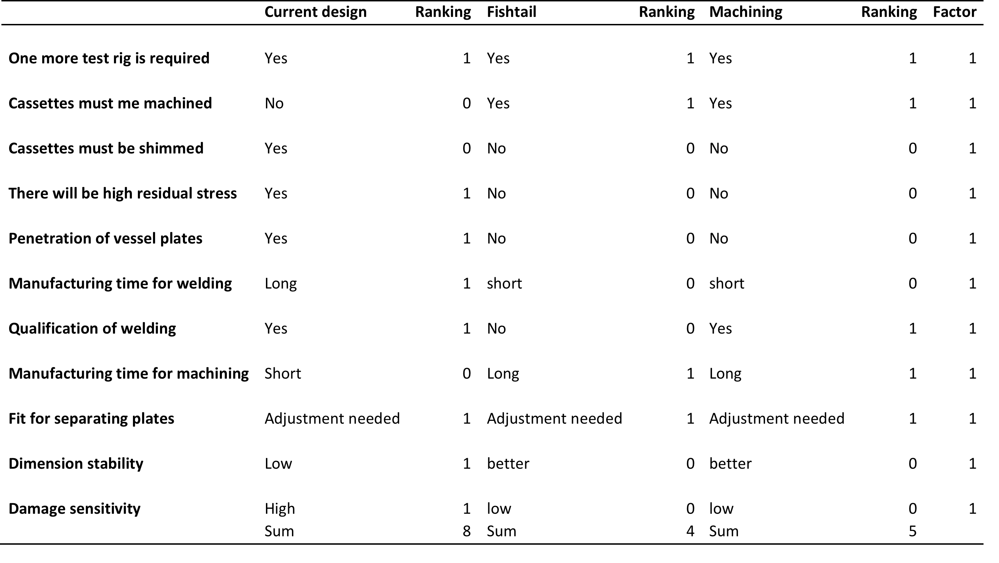 Current design Ranking Fishtail Ranking Machining Ranking Factor
One more test rig is required Yes 1 Yes 1 Yes 1 1
Cassettes must me machined No 0 Yes 1 Yes 1 1
Cassettes must be shimmed Yes 0 No 0 No 0 1
There will be high residual stress Yes 1 No 0 No 0 1
Penetration of vessel plates Yes 1 No 0 No 0 1
Manufacturing time for welding Long 1 short 0 short 0 1
Qualification of welding Yes 1 No 0 Yes 1 1
Manufacturing time for machining Short 0 Long 1 Long 1 1
Fit for separating plates Adjustment needed 1 Adjustment needed 1 Adjustment needed 1 1
Dimension stability Low 1 better 0 better 0 1
Damage sensitivity High 1 low 0 low 0 1
Sum 8 Sum 4 Sum 5